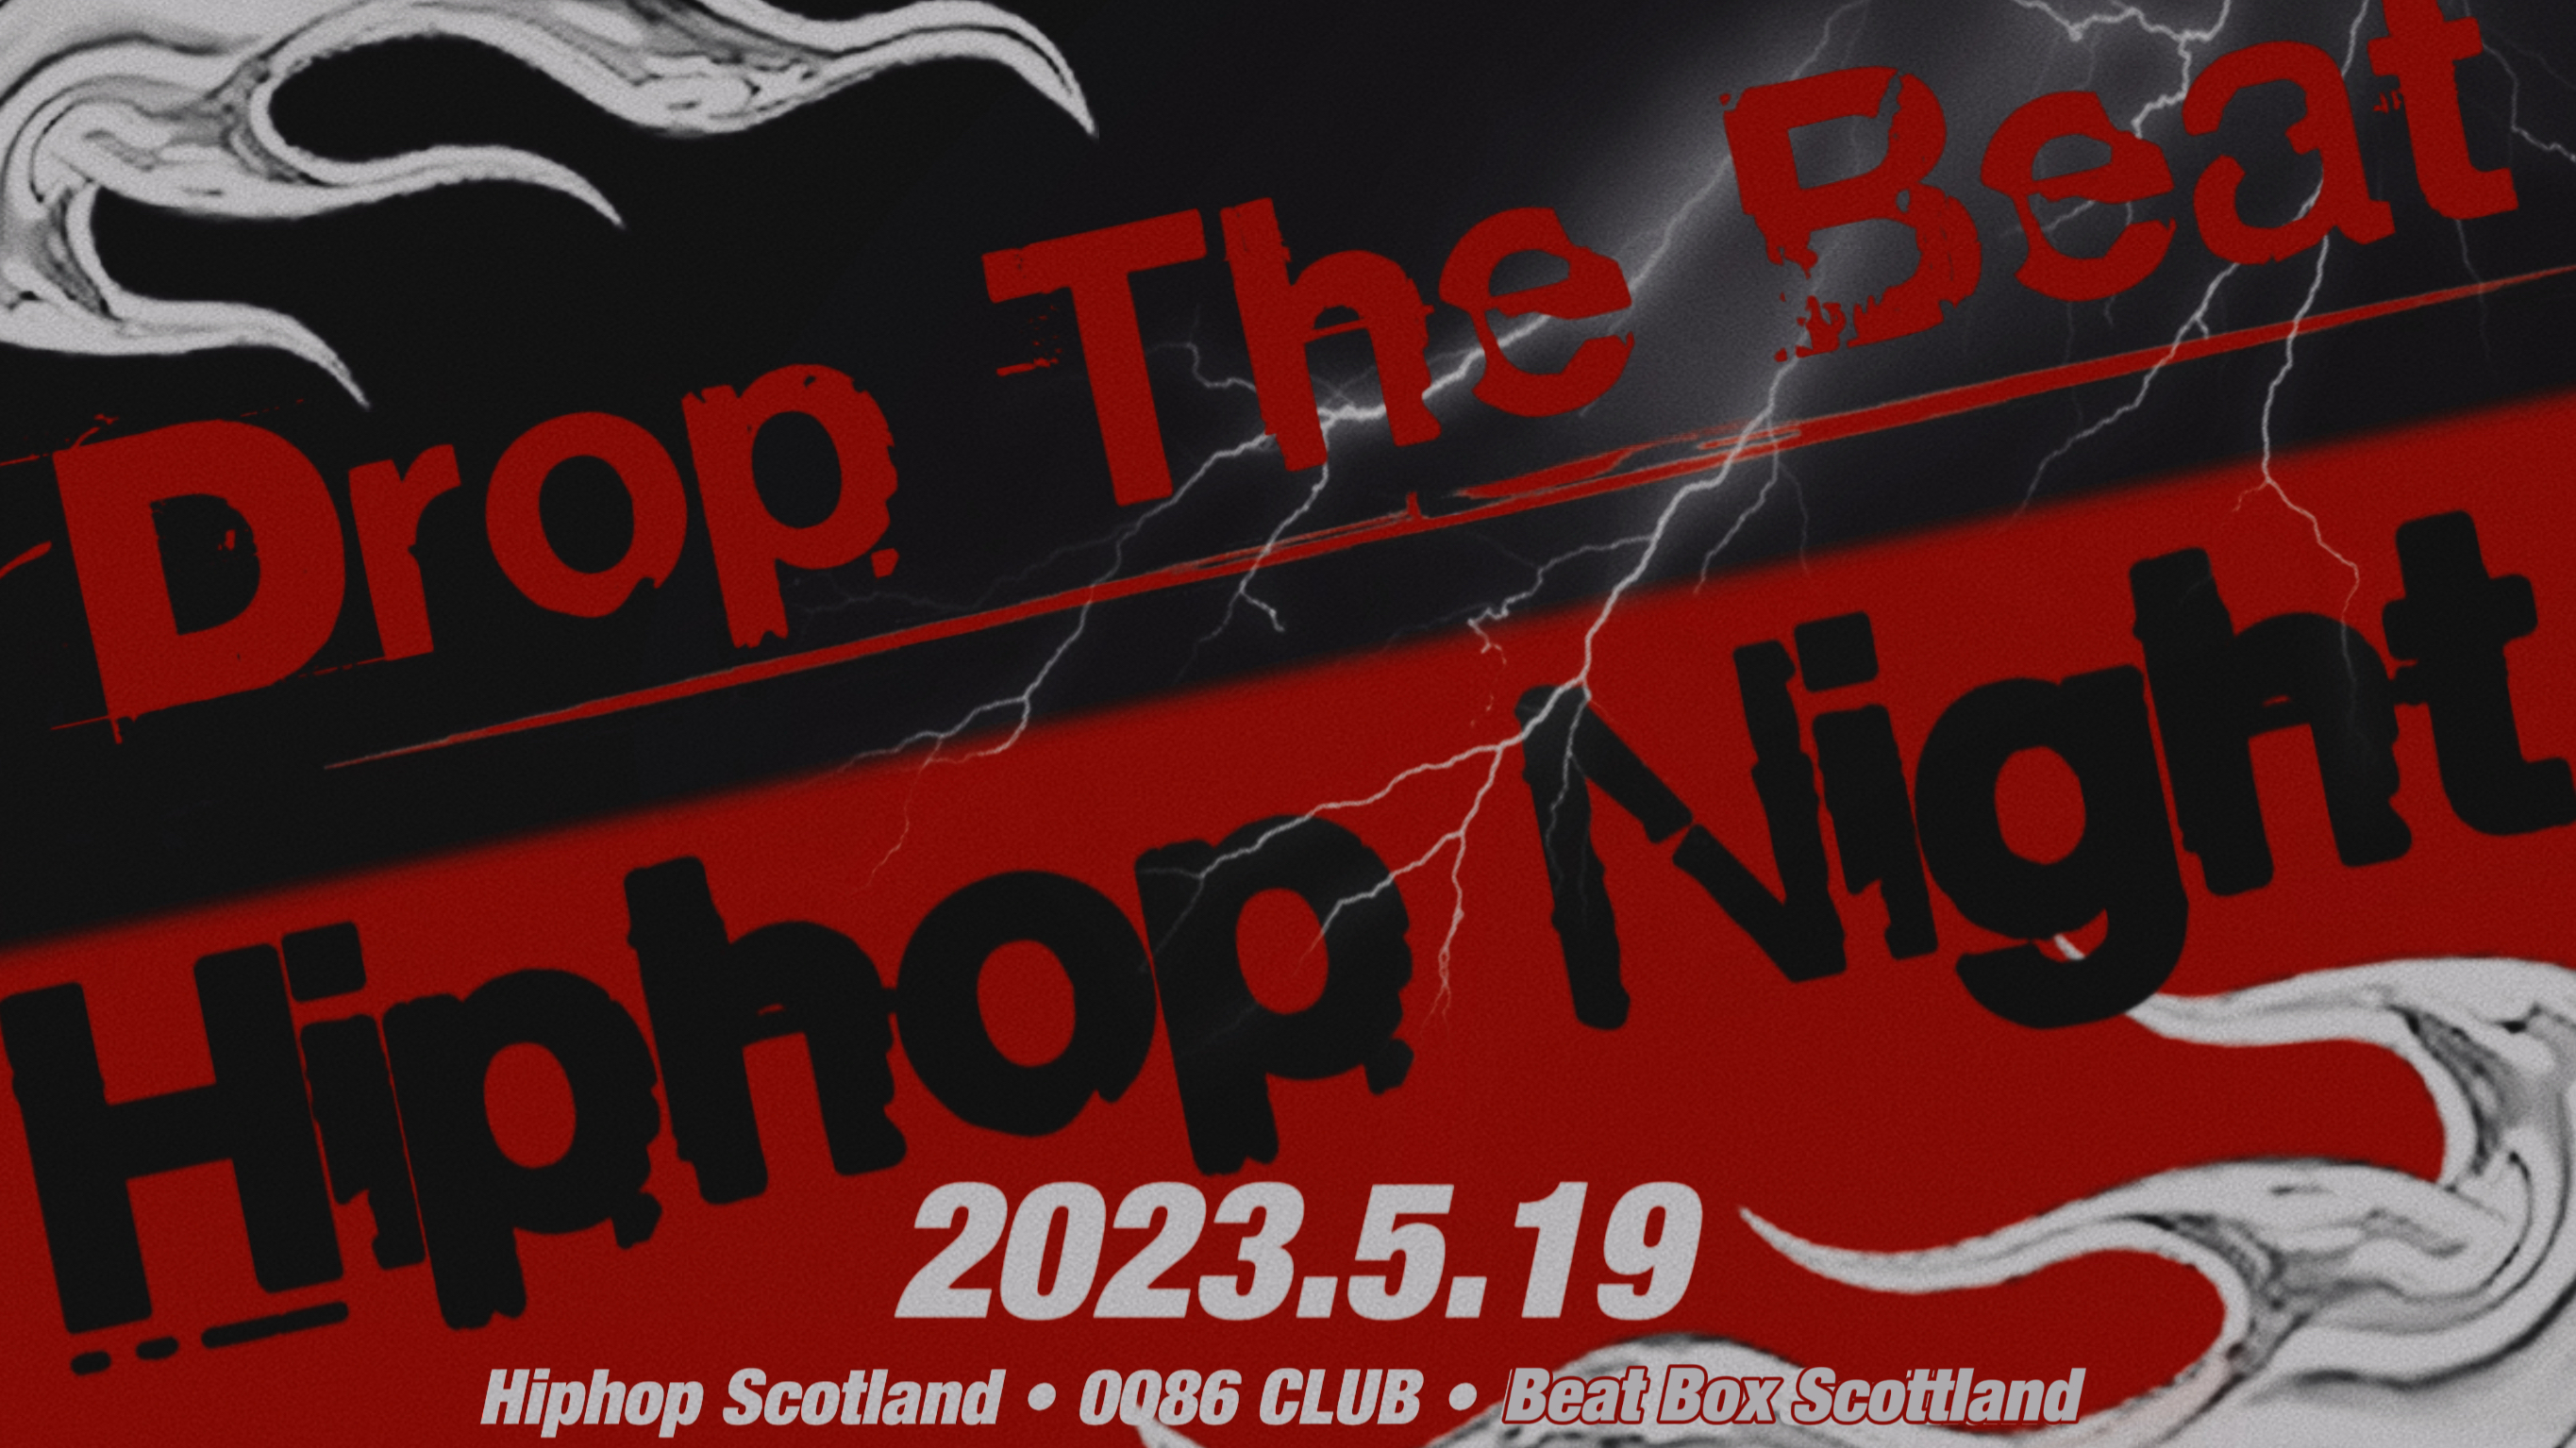 Drop The Beat
Hiphop Night
2023.5.19
Hiphop Scotland • 0086 CLUB • Beat Box Scottland